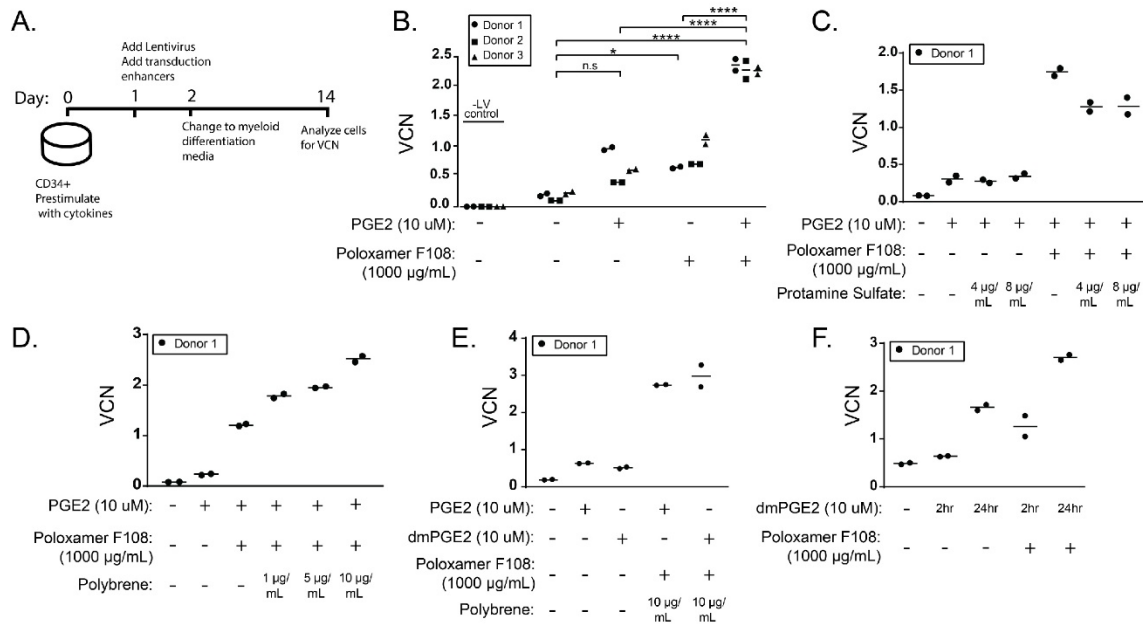 A.
Add Lentivirus
Add transduction
enhancers
Day: 0 1 2 14
Change to myeloid
differentiation
media
Analyze cells
for VCN
CD34+
Prestimulate
with cytokines
B.
Donor 1
Donor 2
Donor 3
****
****
****
*
n.s
-LV
control
VCN
2.5
2.0
1.5
1.0
0.5
0.0
PGE2 (10 uM): - - + - +
Poloxamer F108: - - - + +
(1000 µg/mL)
C.
Donor 1
VCN
2.0
1.5
1.0
0.5
0.0
PGE2 (10 uM): - + + + + + +
Poloxamer F108: - - - - + + +
(1000 µg/mL)
Protamine Sulfate: - - 4 µg/ 8 µg/ - 4 µg/ 8 µg/
mL mL mL mL
D.
Donor 1
VCN
3
2
1
0
PGE2 (10 uM): - + + + + +
Poloxamer F108: - - + + + +
(1000 µg/mL)
Polybrene: - - - 1 µg/ 5 µg/ 10 µg/
mL mL mL
E.
Donor 1
VCN
4
3
2
1
0
PGE2 (10 uM): - + - + -
dmPGE2 (10 uM): - - + - +
Poloxamer F108: - - - + +
(1000 µg/mL)
Polybrene: - - - 10 µg/ 10 µg/
mL mL
F.
Donor 1
VCN
3
2
1
0
dmPGE2 (10 uM): - 2hr 24hr 2hr 24hr
Poloxamer F108: - - - + +
(1000 µg/mL)